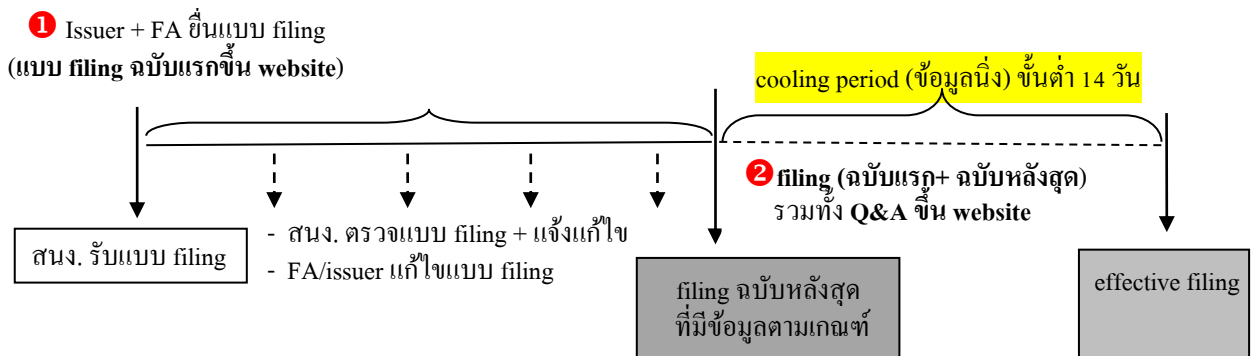 ❶ Issuer + FA ยื่นแบบ filing
(แบบ filing ฉบับแรกขึ้น website)
cooling period (ข้อมูลนิ่ง) ขั้นต่ำ 14 วัน
❷ filing (ฉบับแรก+ ฉบับหลังสุด)
รวมทั้ง Q&A ขึ้น website
สนง. รับแบบ filing
- สนง. ตรวจแบบ filing + แจ้งแก้ไข
- FA/issuer แก้ไขแบบ filing
filing ฉบับหลังสุด
ที่มีข้อมูลตามเกณฑ์
effective filing